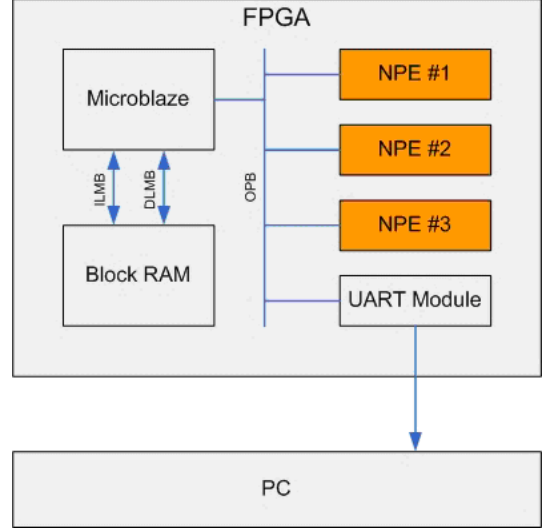 FPGA
Microblaze
NPE #1
NPE #2
ILMB
DLMB
OPB
NPE #3
Block RAM
UART Module
PC